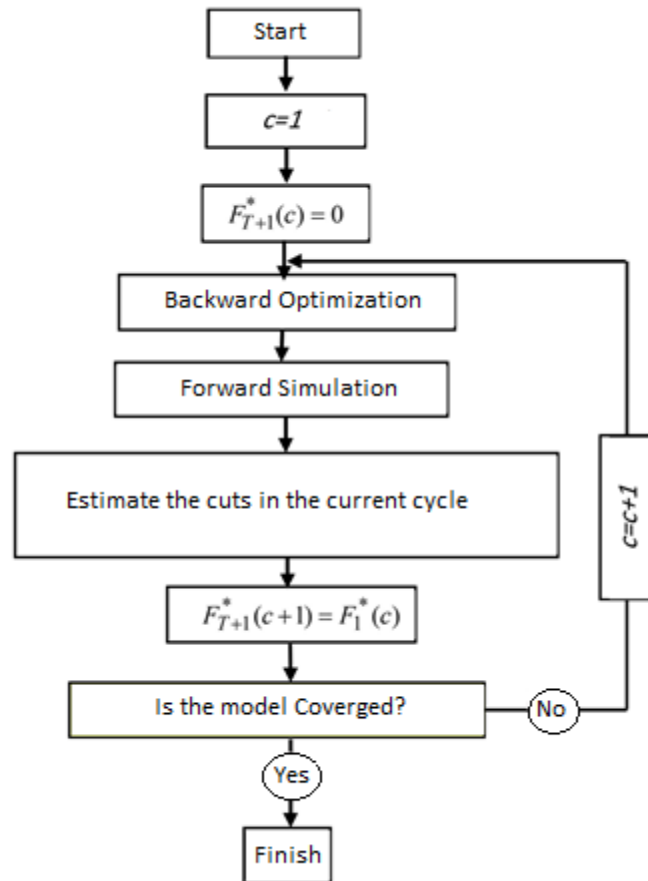 Start
c=1
F*T+1(c) = 0
Backward Optimization
Forward Simulation
Estimate the cuts in the current cycle
c=c+1
F*T+1(c+1) = F*1(c)
Is the model Coverged?
No
Yes
Finish